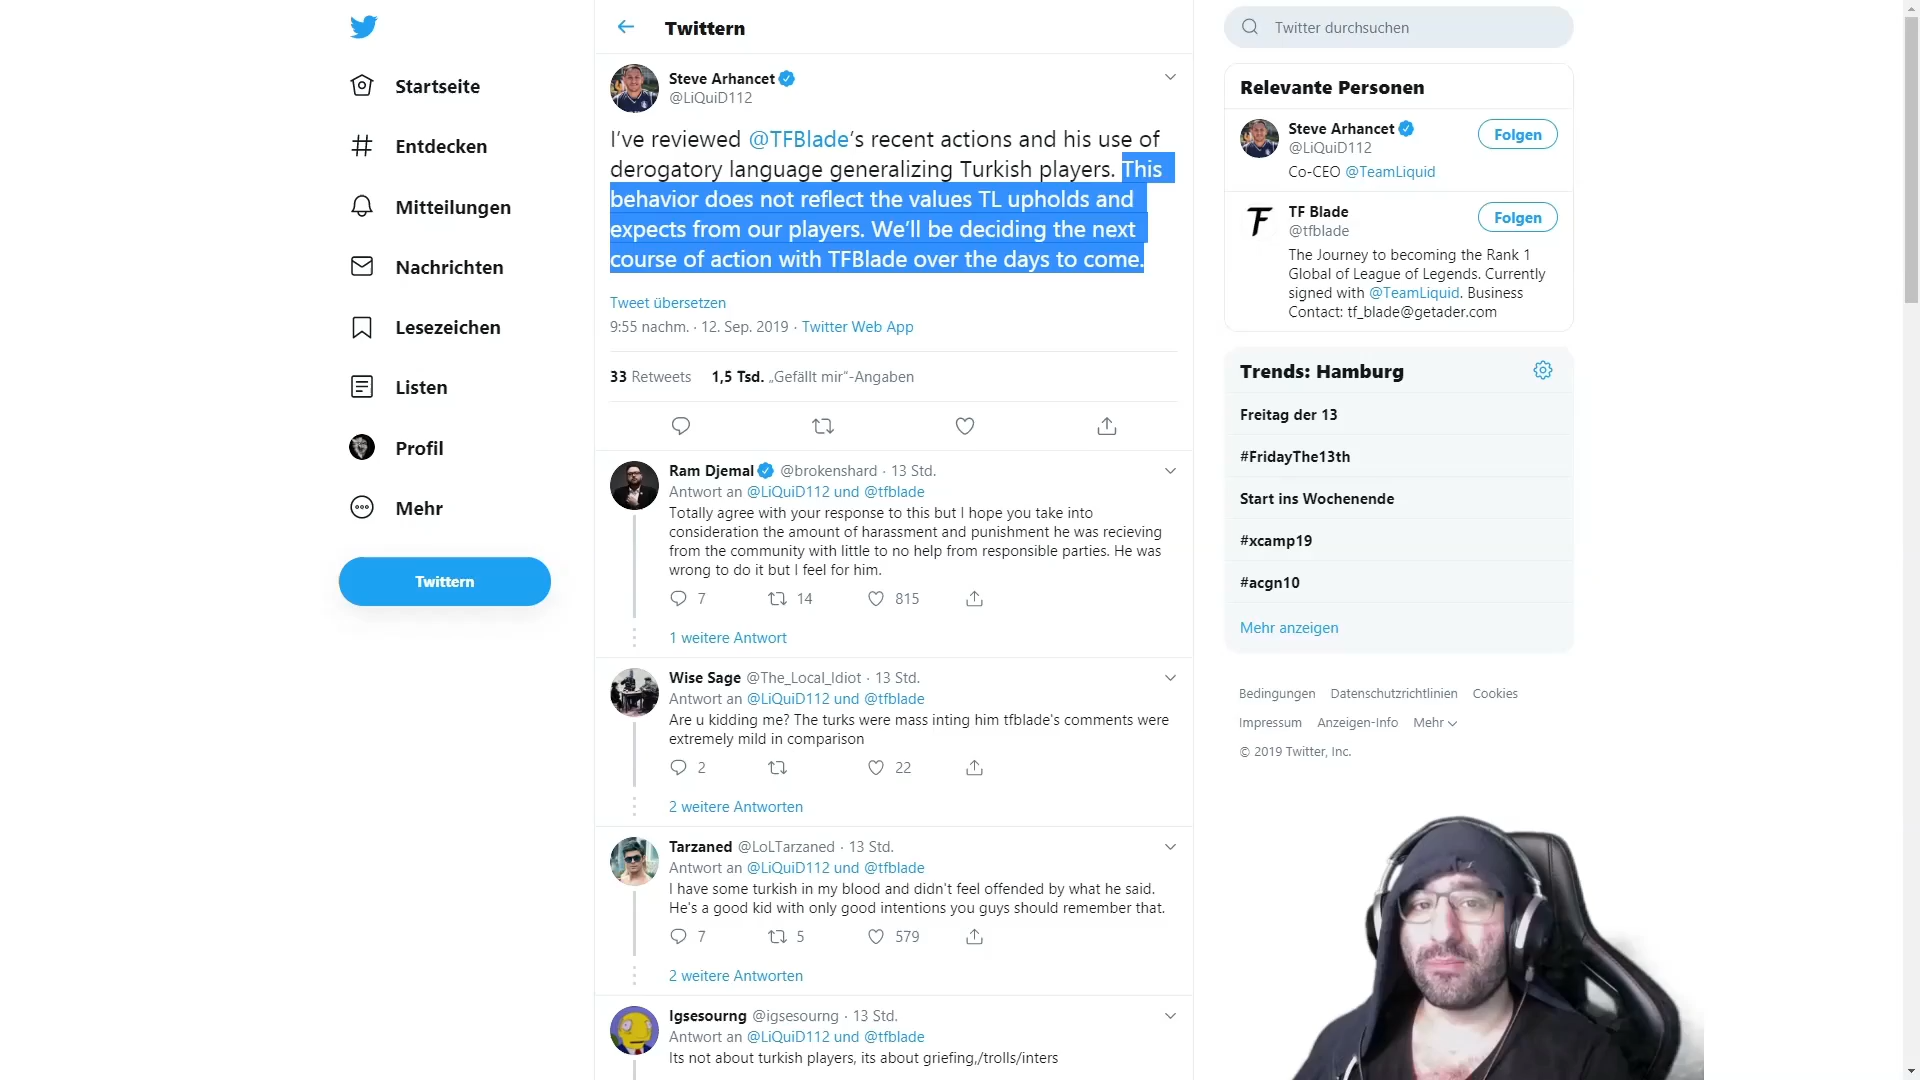 Startseite
Entdecken
Mitteilungen
Nachrichten
Lesezeichen
Listen
Profil
Mehr
Twittern
Twittern
Steve Arhancet
@LiQuiD112
I've reviewed @TFBlade's recent actions and his use of
derogatory language generalizing Turkish players. This
behavior does not reflect the values TL upholds and
expects from our players. We'll be deciding the next
course of action with TFBlade over the days to come.
Tweet übersetzen
9:55 nachm. · 12. Sep. 2019 · Twitter Web App
33 Retweets 1,5 Tsd. „Gefällt mir“-Angaben
Ram Djemal @brokenshard · 13 Std.
Antwort an @LiQuiD112 und @tfblade
Totally agree with your response to this but I hope you take into
consideration the amount of harassment and punishment he was recieving
from the community with little to no help from responsible parties. He was
wrong to do it but I feel for him.
7 14 815
1 weitere Antwort
Wise Sage @The_Local_Idiot · 13 Std.
Antwort an @LiQuiD112 und @tfblade
Are u kidding me? The turks were mass inting him tfblade's comments were
extremely mild in comparison
2 22
2 weitere Antworten
Tarzaned @LoLTarzaned · 13 Std.
Antwort an @LiQuiD112 und @tfblade
I have some turkish in my blood and didn't feel offended by what he said.
He's a good kid with only good intentions you guys should remember that.
7 5 579
2 weitere Antworten
Igsesourng @igsesourng · 13 Std.
Antwort an @LiQuiD112 und @tfblade
Its not about turkish players, its about griefing,/trolls/inters
Twitter durchsuchen
Relevante Personen
Steve Arhancet
@LiQuiD112
Folgen
Co-CEO @TeamLiquid
TF Blade
@tfblade
Folgen
The Journey to becoming the Rank 1
Global of League of Legends. Currently
signed with @TeamLiquid. Business
Contact: tf_blade@getader.com
Trends: Hamburg
Freitag der 13
#FridayThe13th
Start ins Wochenende
#xcamp19
#acgn10
Mehr anzeigen
Bedingungen Datenschutzrichtlinien Cookies
Impressum Anzeigen-Info Mehr
© 2019 Twitter, Inc.